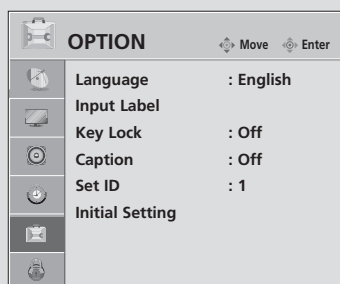 OPTION Move Enter
Language : English
Input Label
Key Lock : Off
Caption : Off
Set ID : 1
Initial Setting